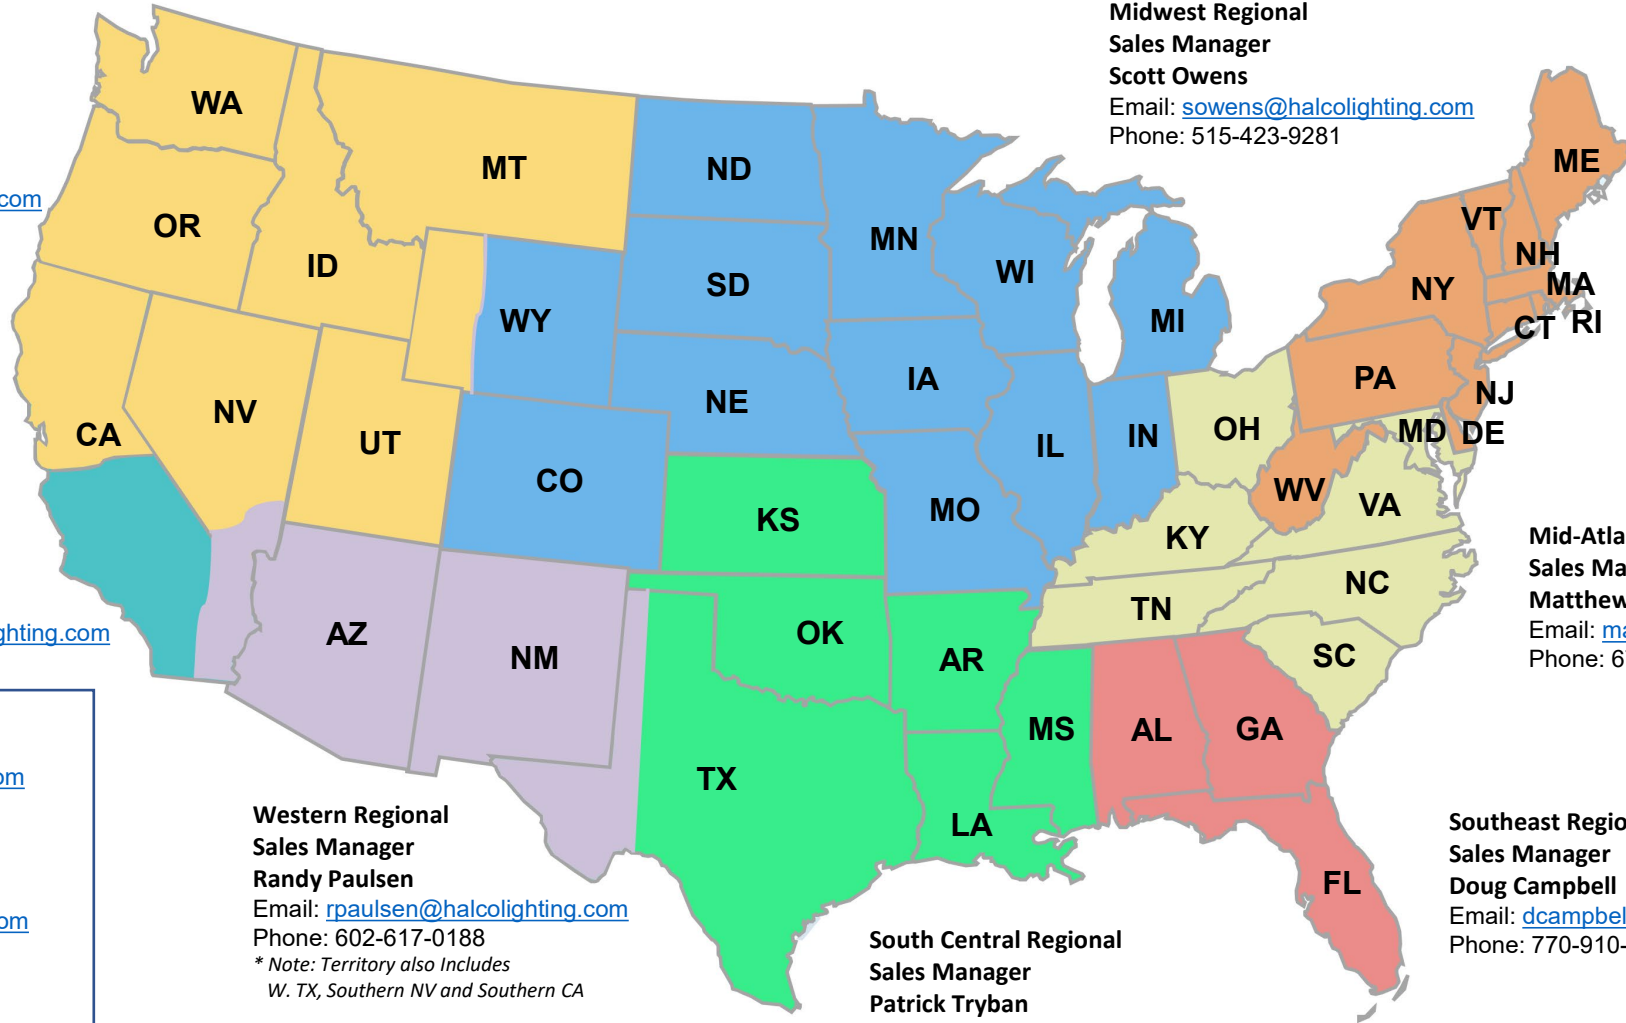 Midwest Regional
Sales Manager
Scott Owens
Email: sowens@halcolighting.com
Phone: 515-423-9281
WA
MT
ND
ME
com
OR
ID
MN
VT
NH
MA
WI
SD
NY
WY
MI
CT
RI
IA
PA
NE
NV
NJ
CA
UT
OH
MD
DE
IN
IL
CO
WV
KS
MO
VA
KY
Mid-Atla
Sales Ma
Matthew
Email: ma
Phone: 6
NC
TN
ghting.com
AZ
OK
NM
AR
SC
MS
AL
GA
om
TX
LA
Western Regional
Sales Manager
Randy Paulsen
Email: rpaulsen@halcolighting.com
Phone: 602-617-0188
* Note: Territory also Includes
W. TX, Southern NV and Southern CA
om
FL
Southeast Regio
Sales Manager
Doug Campbell
Email: dcampbel
Phone: 770-910-
South Central Regional
Sales Manager
Patrick Tryban